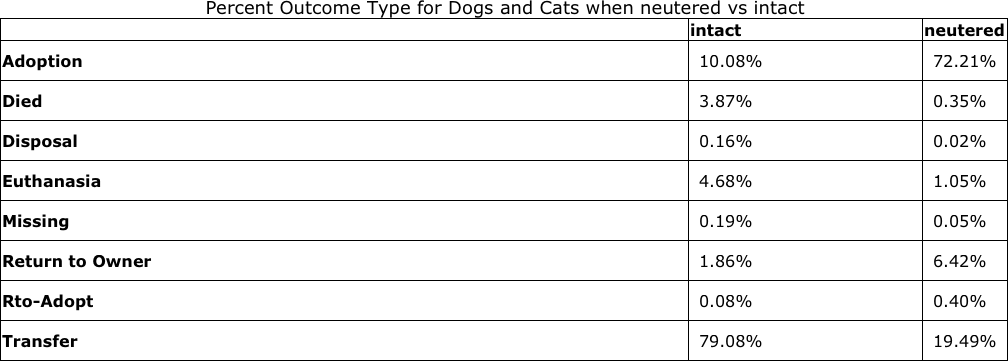 Percent Outcome Type for Dogs and Cats when neutered vs intact
intact neutered
Adoption 10.08% 72.21%
Died 3.87% 0.35%
Disposal 0.16% 0.02%
Euthanasia 4.68% 1.05%
Missing 0.19% 0.05%
Return to Owner 1.86% 6.42%
Rto-Adopt 0.08% 0.40%
Transfer 79.08% 19.49%